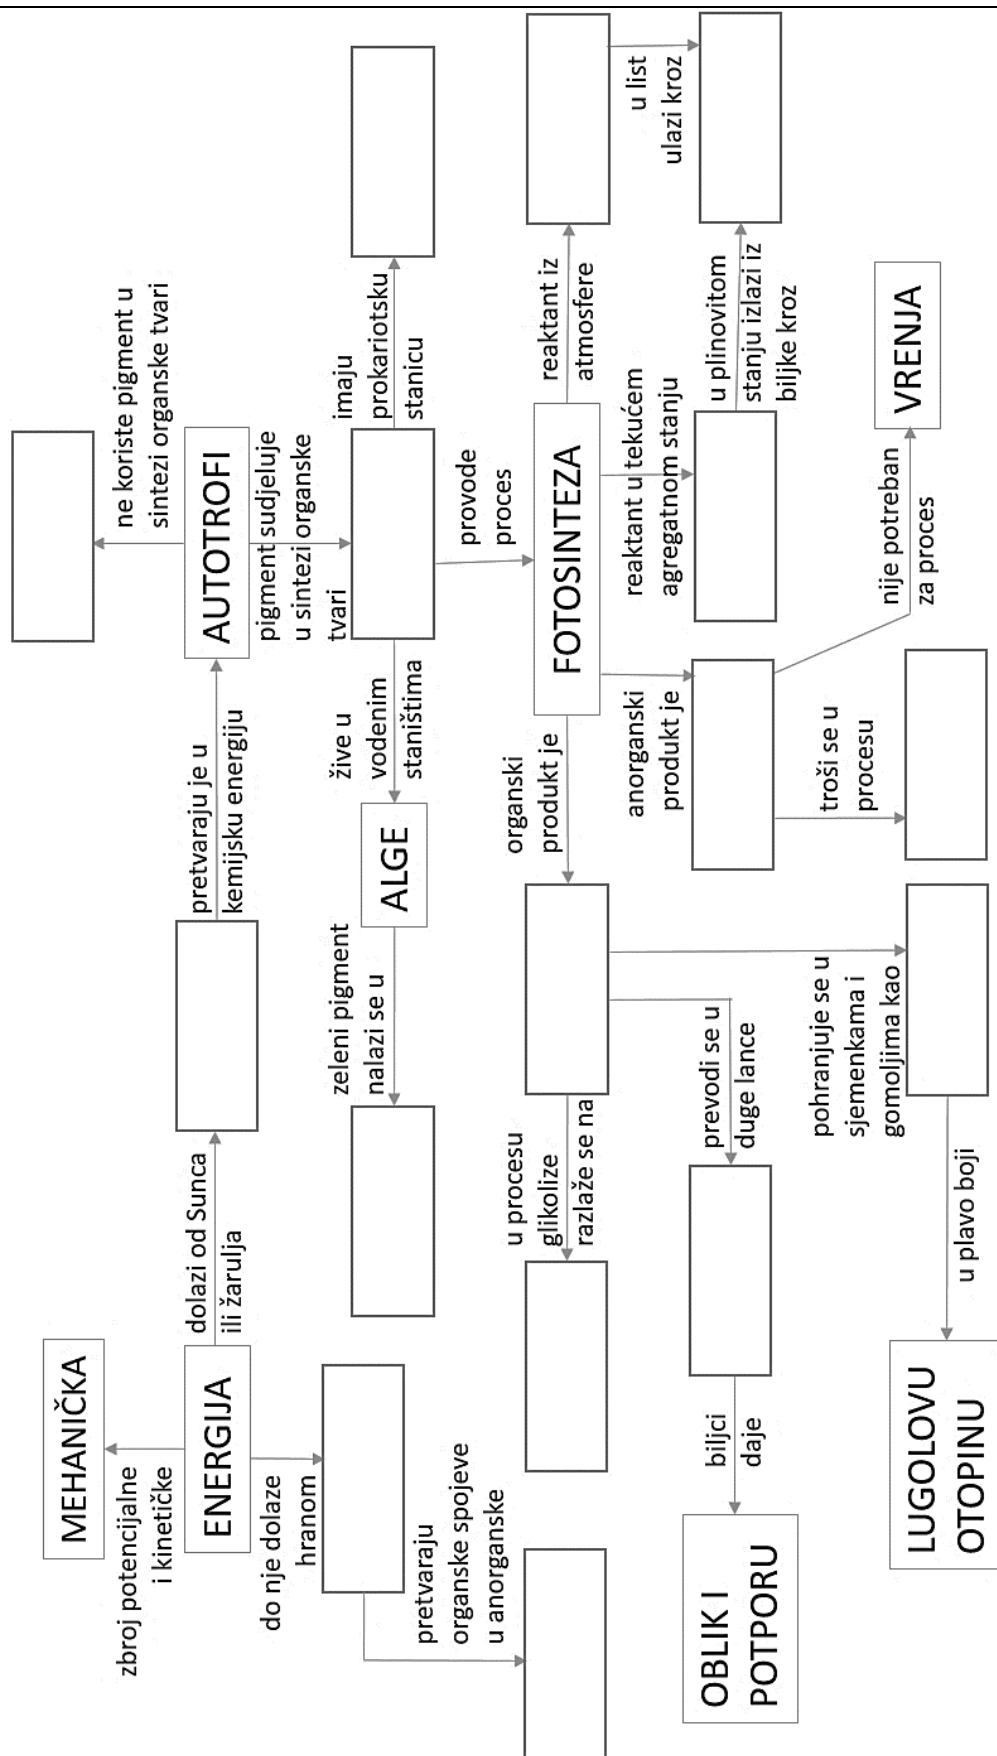 MEHANIČKA
zbroj potencijalne
i kinetičke
ENERGIJA
dolazi od Sunca
ili žarulja
pretvaraju je u
kemijsku energiju
AUTOTROFI
ne koriste pigment u
sintezi organske tvari
pigment sudjeluje
u sintezi organske
tvari
do nje dolaze
hranom
pretvaraju
organske spojeve
u anorganske
zeleni pigment
nalazi se u
ALGE
žive u
vodenim
staništima
imaju
prokariotsku
stanicu
provode
proces
FOTOSINTEZA
reaktant iz
atmosfere
u list
ulazi kroz
reaktant u tekućem
agregatnom stanju
u plinovitom
stanju izlazi iz
biljke kroz
organski
produkt je
anorganski
produkt je
nije potreban
za proces
VRENJA
troši se u
procesu
u procesu
glikolize
razlaže se na
prevodi se u
duge lance
pohranjuje se u
sjemenkama i
gomoljima kao
biljci
daje
OBLIK I
POTPORU
u plavo boji
LUGOLOVU
OTOPINU